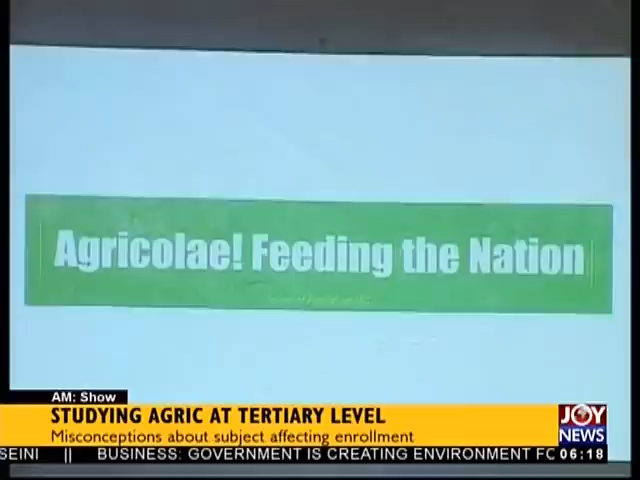 Agricolae! Feeding the Nation
AM: Show
STUDYING AGRIC AT TERTIARY LEVEL
Misconceptions about subject affecting enrollment
JOY
NEWS
SEINI || BUSINESS: GOVERNMENT IS CREATING ENVIRONMENT FO
06:18